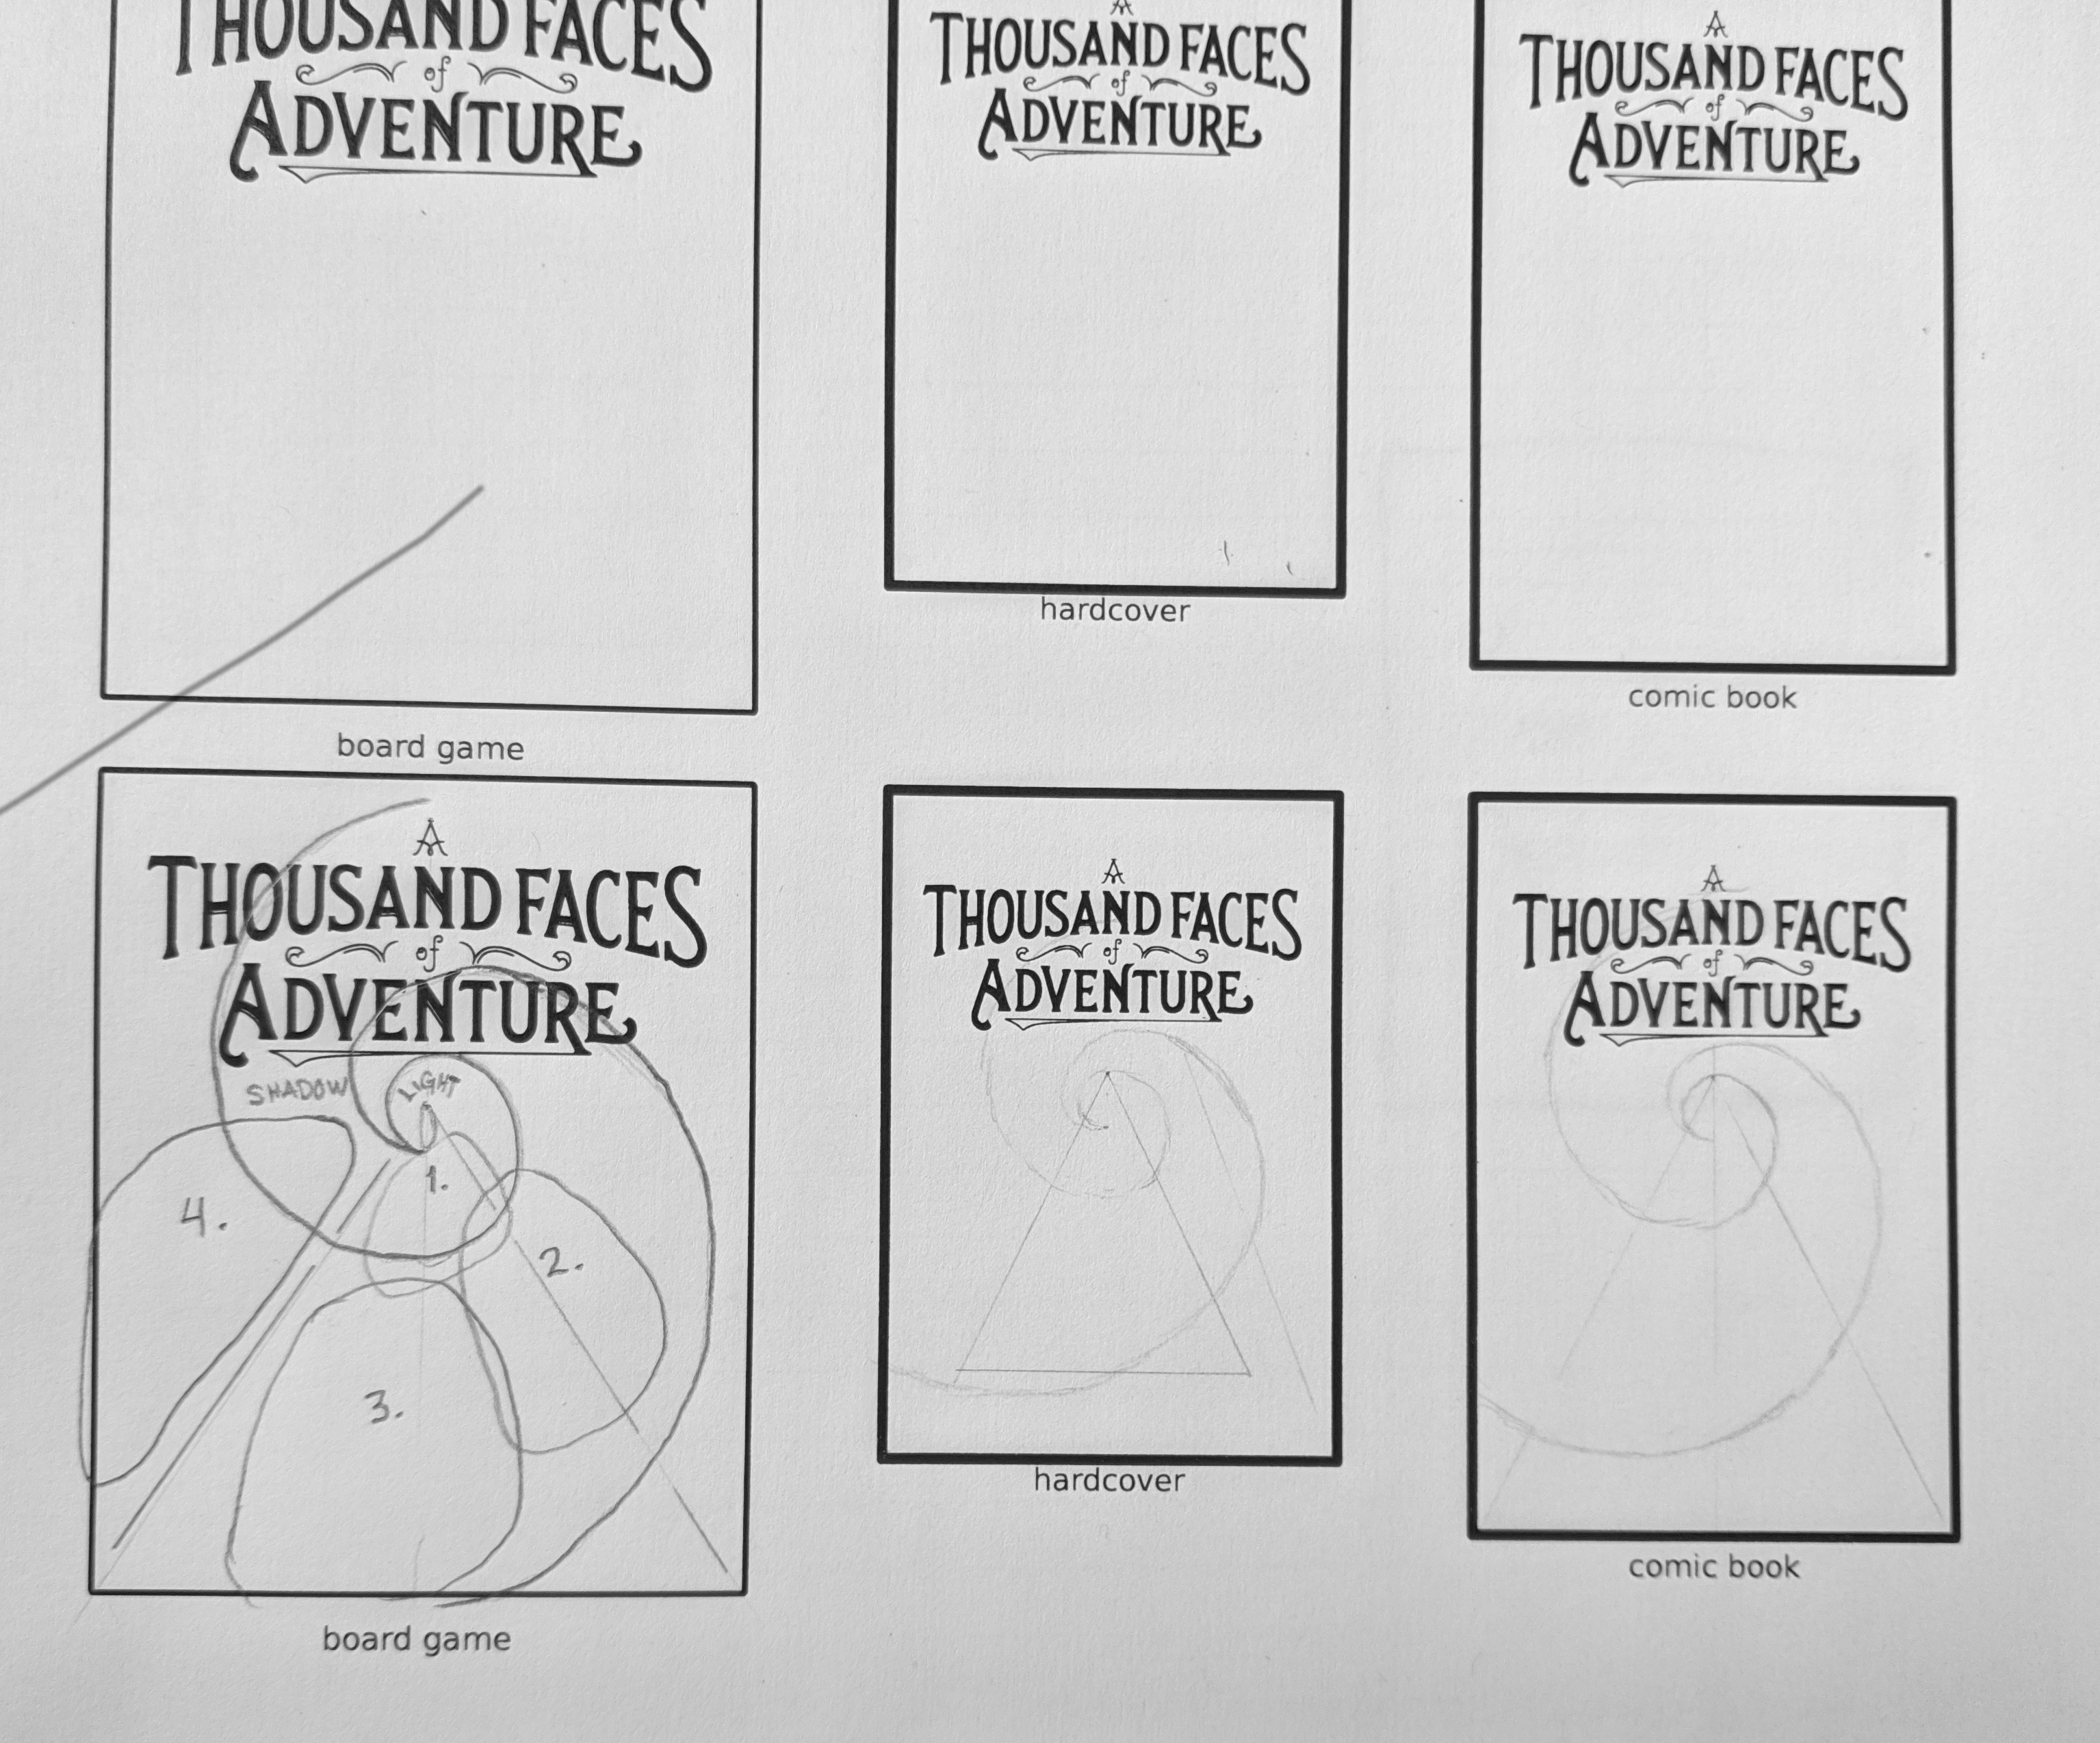 THOUSAND FACES
of
ADVENTURE
board game
A
THOUSAND FACES
of
ADVENTURE
hardcover
A
THOUSAND FACES
of
ADVENTURE
comic book
A
THOUSAND FACES
of
ADVENTURE
SHADOW
LIGHT
1.
4.
2.
3.
board game
A
THOUSAND FACES
of
ADVENTURE
hardcover
A
THOUSAND FACES
of
ADVENTURE
comic book